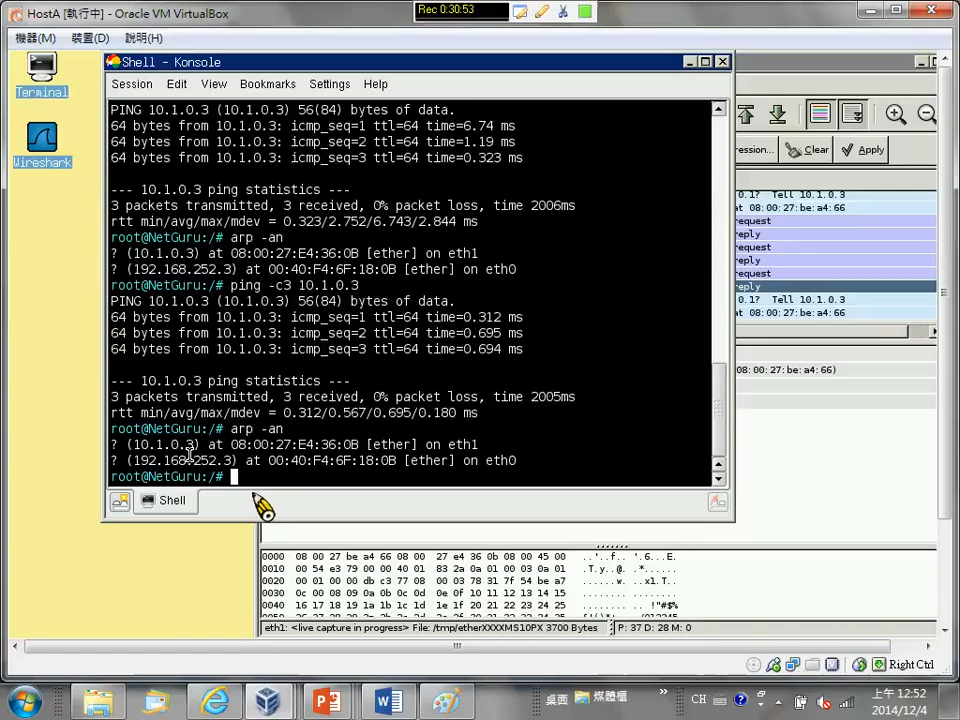 HostA [執行中] - Oracle VM VirtualBox
Rec 0:30:53
機器(M) 裝置(D) 說明(H)
Terminal
Wireshark
Shell - Konsole
Session Edit View Bookmarks Settings Help
PING 10.1.0.3 (10.1.0.3) 56(84) bytes of data.
64 bytes from 10.1.0.3: icmp_seq=1 ttl=64 time=6.74 ms
64 bytes from 10.1.0.3: icmp_seq=2 ttl=64 time=1.19 ms
64 bytes from 10.1.0.3: icmp_seq=3 ttl=64 time=0.323 ms
--- 10.1.0.3 ping statistics ---
3 packets transmitted, 3 received, 0% packet loss, time 2006ms
rtt min/avg/max/mdev = 0.323/2.752/6.743/2.844 ms
root@NetGuru:/# arp -an
? (10.1.0.3) at 08:00:27:E4:36:0B [ether] on eth1
? (192.168.252.3) at 00:40:F4:6F:18:0B [ether] on eth0
root@NetGuru:/# ping -c3 10.1.0.3
PING 10.1.0.3 (10.1.0.3) 56(84) bytes of data.
64 bytes from 10.1.0.3: icmp_seq=1 ttl=64 time=0.312 ms
64 bytes from 10.1.0.3: icmp_seq=2 ttl=64 time=0.695 ms
64 bytes from 10.1.0.3: icmp_seq=3 ttl=64 time=0.694 ms
--- 10.1.0.3 ping statistics ---
3 packets transmitted, 3 received, 0% packet loss, time 2005ms
rtt min/avg/max/mdev = 0.312/0.567/0.695/0.180 ms
root@NetGuru:/# arp -an
? (10.1.0.3) at 08:00:27:E4:36:0B [ether] on eth1
? (192.168.252.3) at 00:40:F4:6F:18:0B [ether] on eth0
root@NetGuru:/#
Shell
ression... Clear Apply
0.1? Tell 10.1.0.3
at 08:00:27:be:a4:66
request
reply
request
reply
request
reply
0.1? Tell 10.1.0.3
at 08:00:27:be:a4:66
08:00:27:be:a4:66)
0000 08 00 27 be a4 66 08 00 27 e4 36 0b 08 00 45 00 ..'..f.. '.6...E.
0010 00 54 e3 79 00 00 40 01 83 2a 0a 01 00 03 0a 01 .T.y..@. .*......
0020 00 01 00 00 db c3 77 08 00 03 78 31 7f 54 be a7 ......w. ..x1.T..
0030 0c 00 08 09 0a 0b 0c 0d 0e 0f 10 11 12 13 14 15 ........ ........
0040 16 17 18 19 1a 1b 1c 1d 1e 1f 20 21 22 23 24 25 ........ .. !"#$%
eth1: <live capture in progress> File: /tmp/etherXXXXMS10PX 3700 Bytes P: 37 D: 28 M: 0
Right Ctrl
桌面 媒體櫃 » CH 上午 12:52
2014/12/4